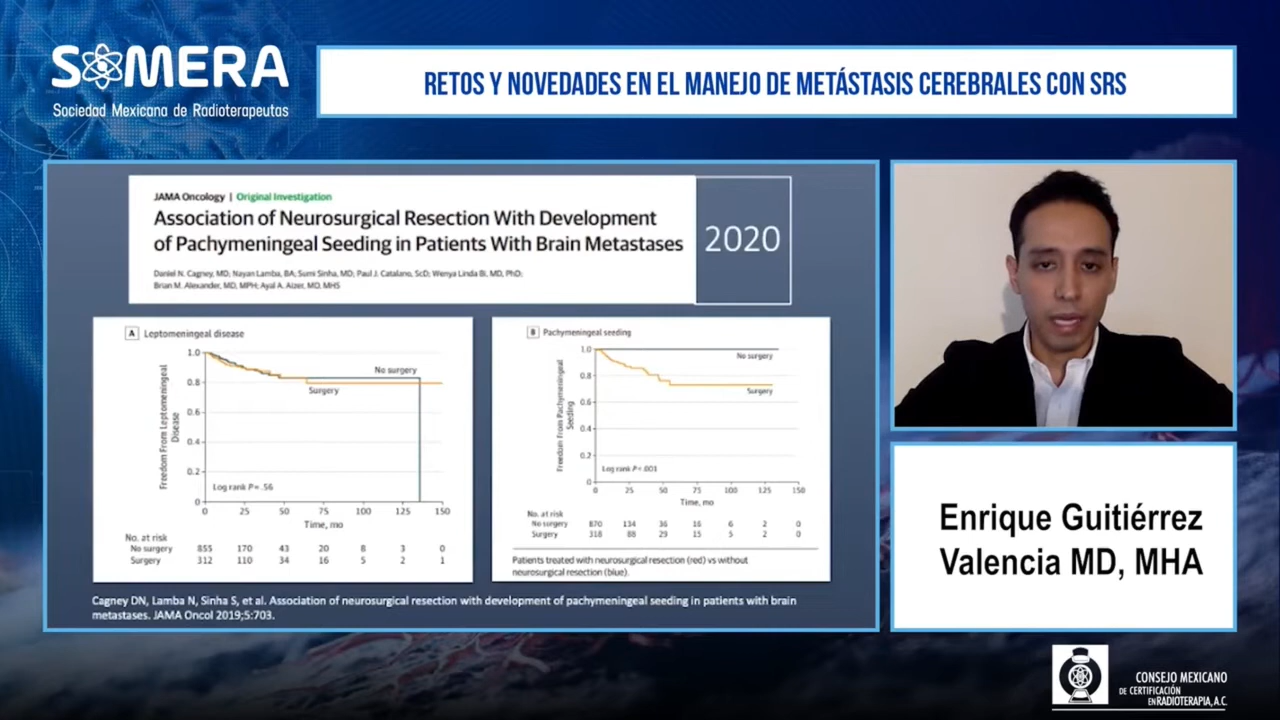 SOMERA
Sociedad Mexicana de Radioterapeutas
RETOS Y NOVEDADES EN EL MANEJO DE METÁSTASIS CEREBRALES CON SRS
JAMA Oncology | Original Investigation
Association of Neurosurgical Resection With Development
of Pachymeningeal Seeding in Patients With Brain Metastases
Daniel N. Cagney, MD; Nayan Lamba, BA; Sumi Sinha, MD; Paul J. Catalano, ScD; Wenya Linda Bi, MD, PhD;
Brian M. Alexander, MD, MPH; Ayal A. Aizer, MD, MHS
2020
A Leptomeningeal disease
Freedom From Leptomeningeal
Disease
1.0
0.8
0.6
0.4
0.2
0
No surgery
Surgery
Log rank P = .56
0 25 50 75 100 125 150
Time, mo
No. at risk
No surgery 855 170 43 20 8 3 0
Surgery 312 110 34 16 5 2 1
B Pachymeningeal seeding
Freedom From Pachymeningeal
Seeding
1.0
0.8
0.6
0.4
0.2
0
No surgery
Surgery
Log rank P < .001
0 25 50 75 100 125 150
Time, mo
No. at risk
No surgery 870 134 36 16 6 2 0
Surgery 318 88 29 15 5 2 0
Patients treated with neurosurgical resection (red) vs without
neurosurgical resection (blue).
Cagney DN, Lamba N, Sinha S, et al. Association of neurosurgical resection with development of pachymeningeal seeding in patients with brain
metastases. JAMA Oncol 2019;5:703.
Enrique Guitiérrez
Valencia MD, MHA
CONSEJO MEXICANO
DE CERTIFICACIÓN
EN RADIOTERAPIA, A.C.